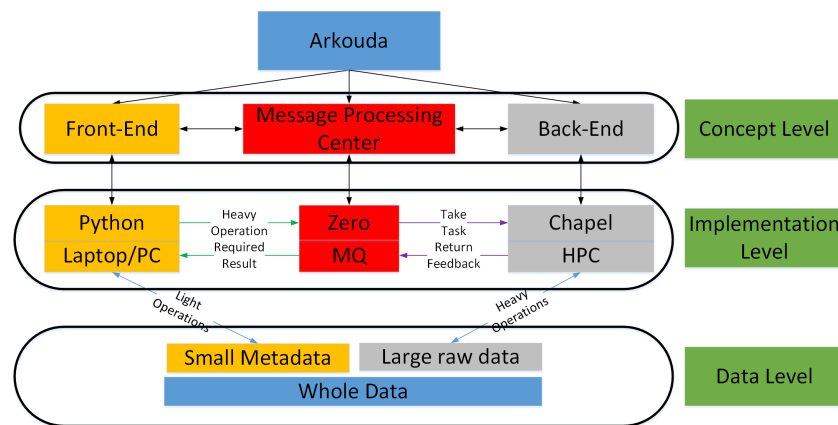 Arkouda
Front-End
Message Processing
Center
Back-End
Concept Level
Python
Heavy
Operation
Zero
Take
Task
Chapel
Implementation
Level
Laptop/PC
Required
Result
MQ
Return
Feedback
HPC
Light
Operations
Heavy
Operations
Small Metadata
Large raw data
Whole Data
Data Level